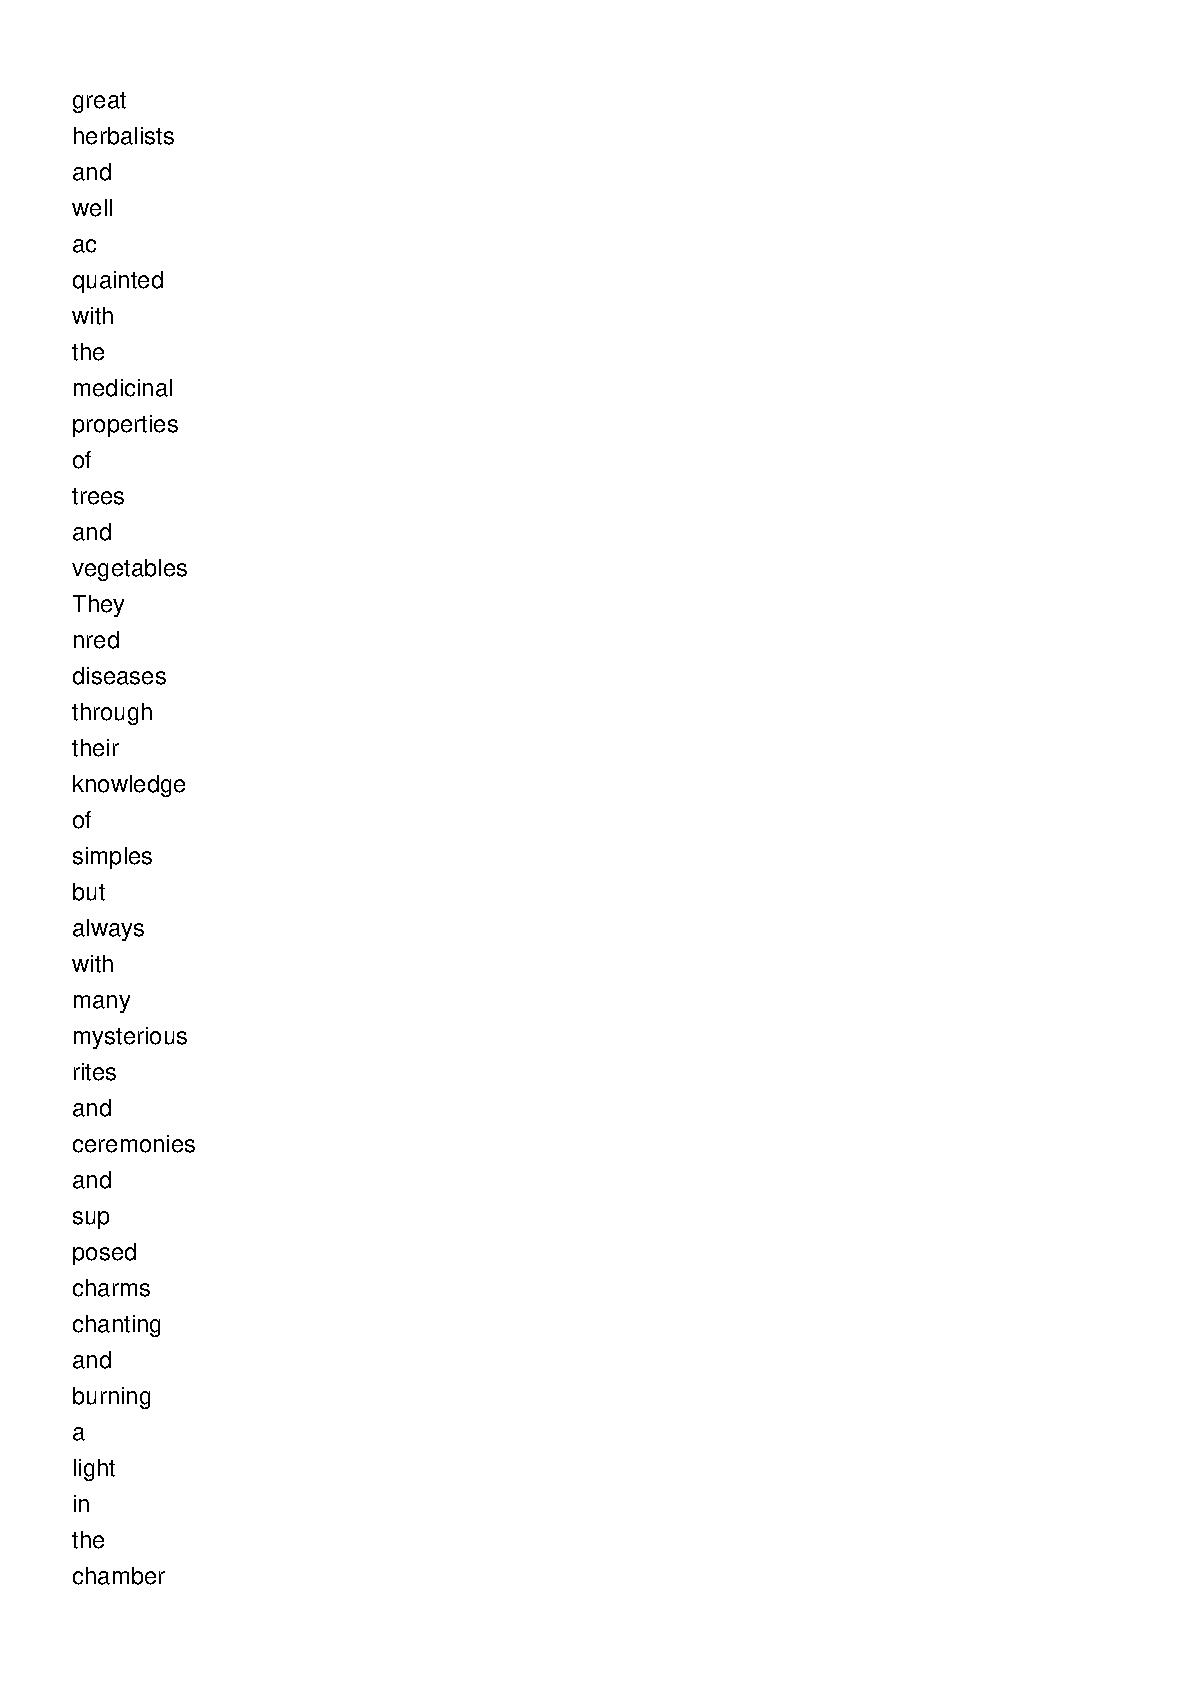 great
herbalists
and
well
ac
quainted
with
the
medicinal
properties
of
trees
and
vegetables
They
nred
diseases
through
their
knowledge
of
simples
but
always
with
many
mysterious
rites
and
ceremonies
and
sup
posed
charms
chanting
and
burning
a
light
in
the
chamber